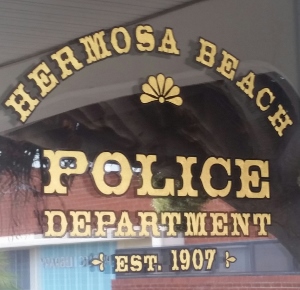 HERMOSA BEACH
POLICE
DEPARTMENT
EST. 1907